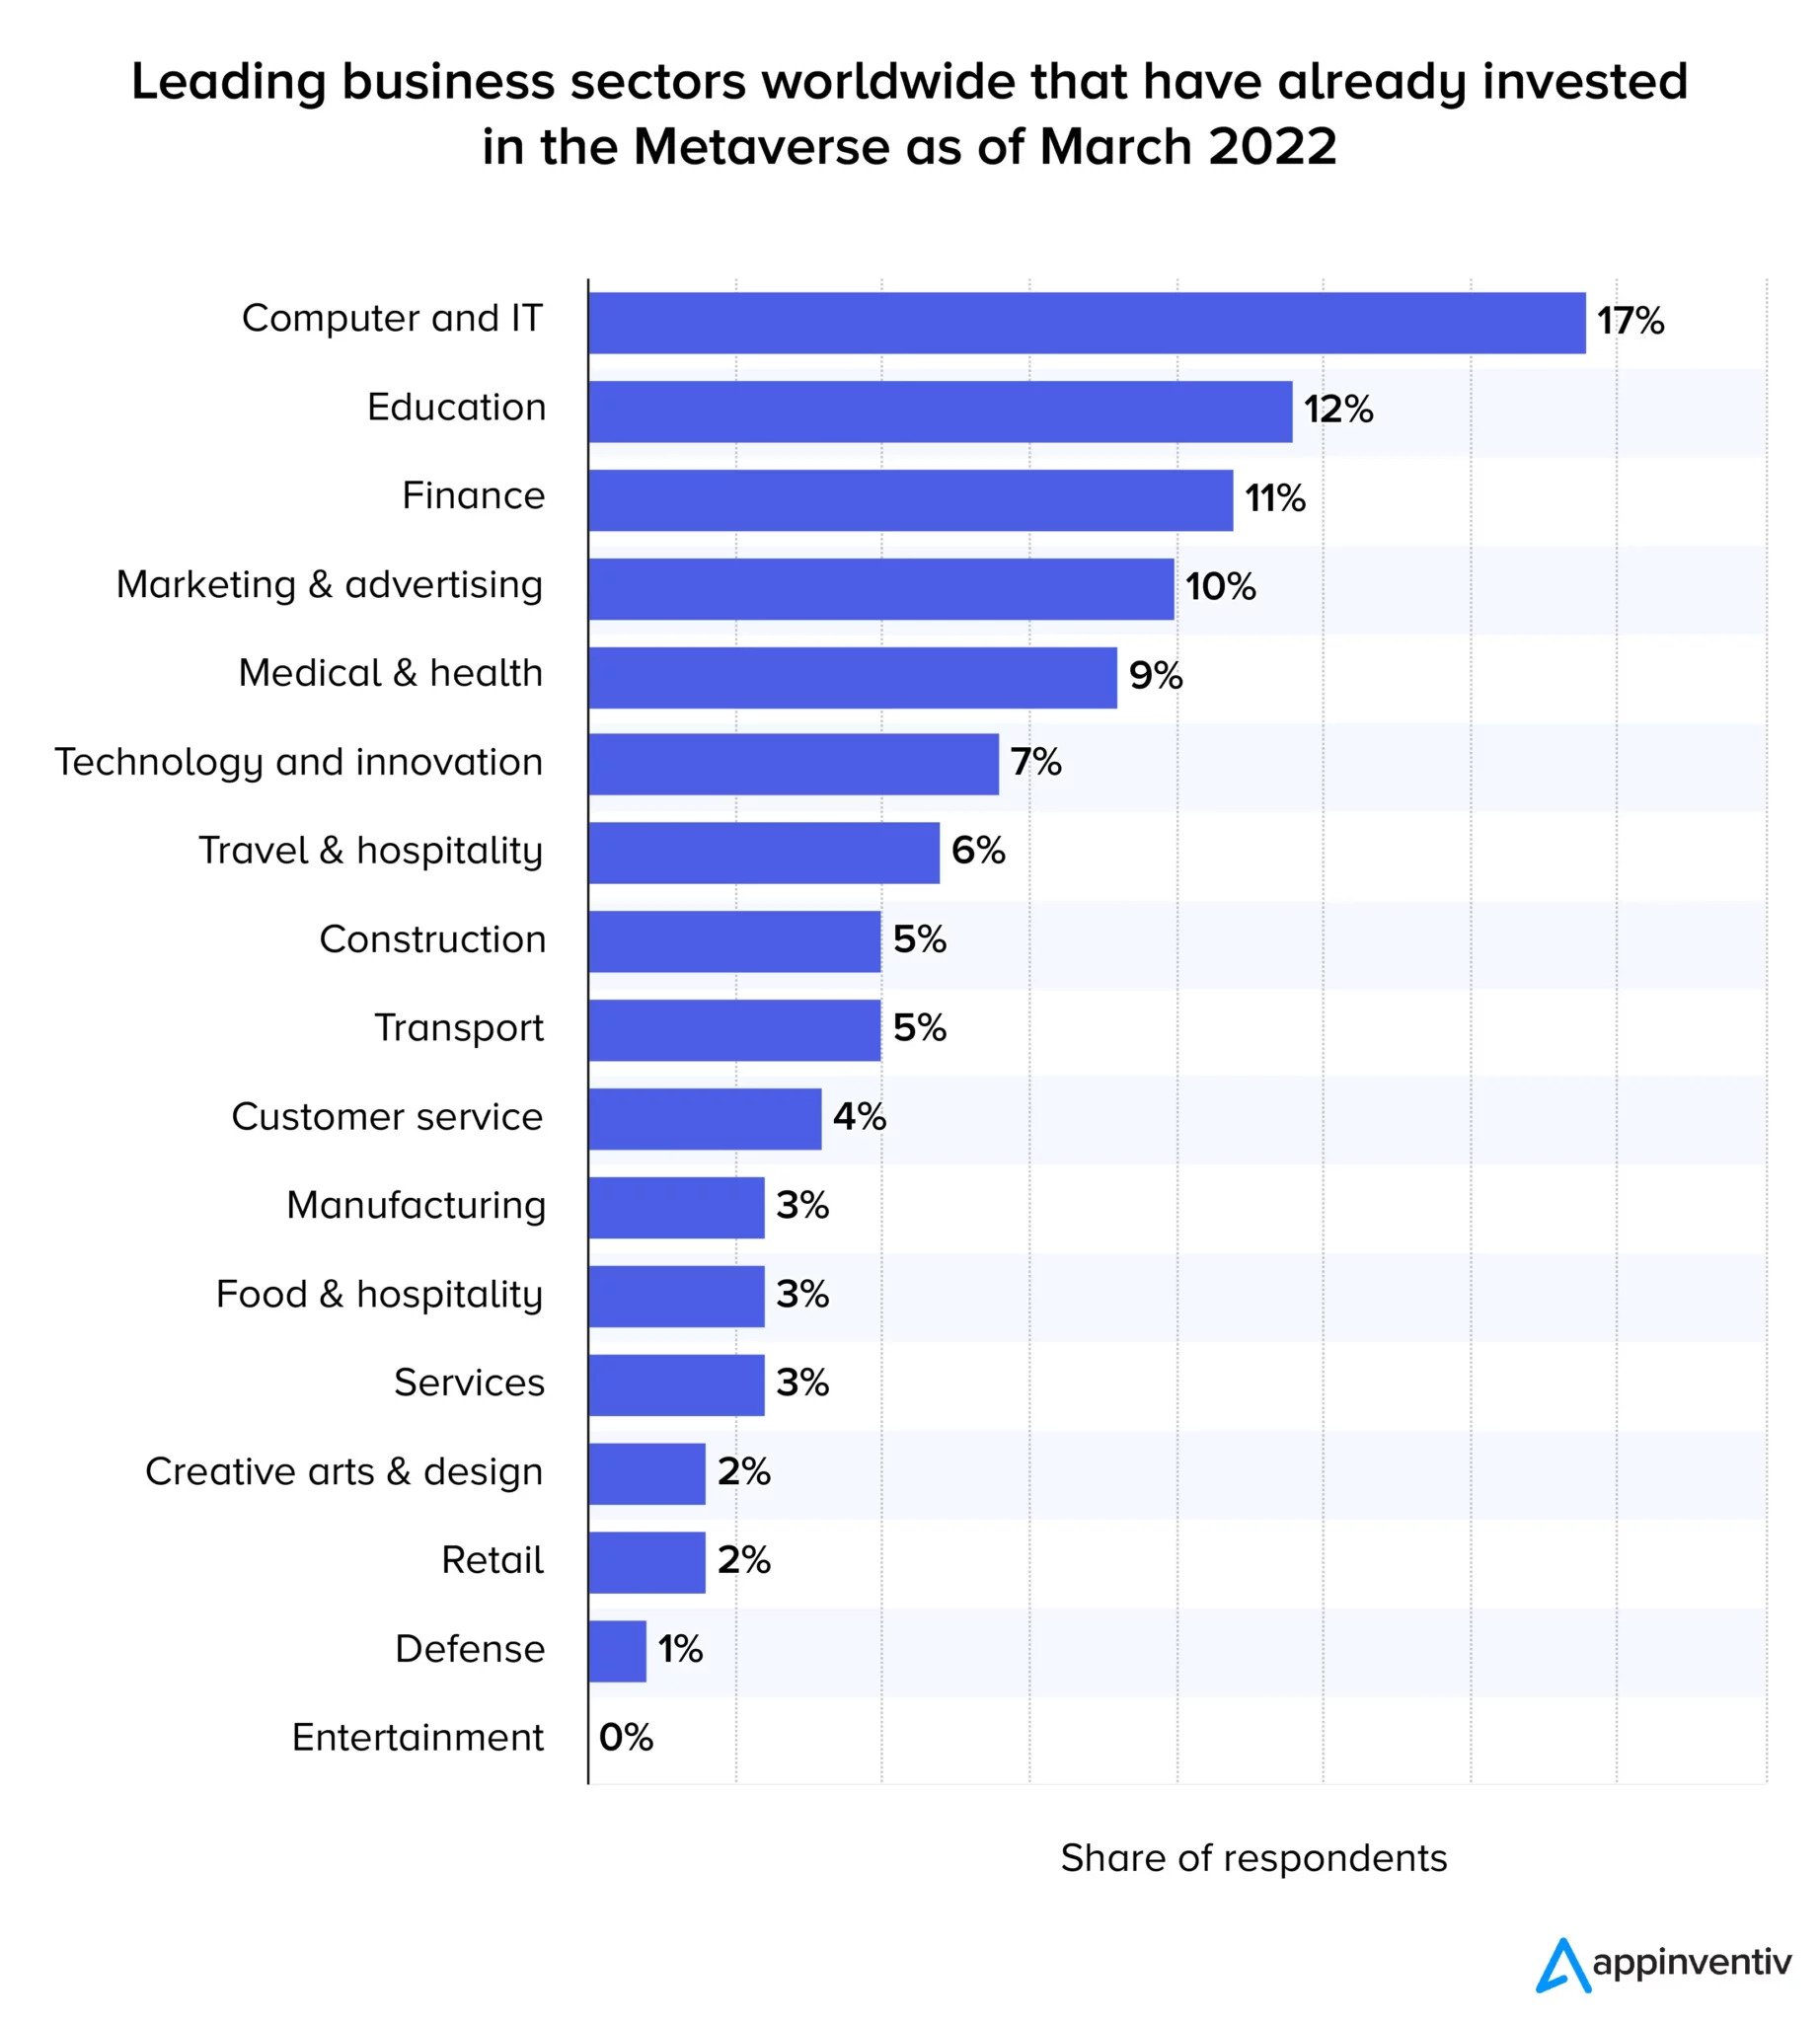 Leading business sectors worldwide that have already invested
in the Metaverse as of March 2022
Computer and IT 17%
Education 12%
Finance 11%
Marketing & advertising 10%
Medical & health 9%
Technology and innovation 7%
Travel & hospitality 6%
Construction 5%
Transport 5%
Customer service 4%
Manufacturing 3%
Food & hospitality 3%
Services 3%
Creative arts & design 2%
Retail 2%
Defense 1%
Entertainment 0%
Share of respondents
appinventiv